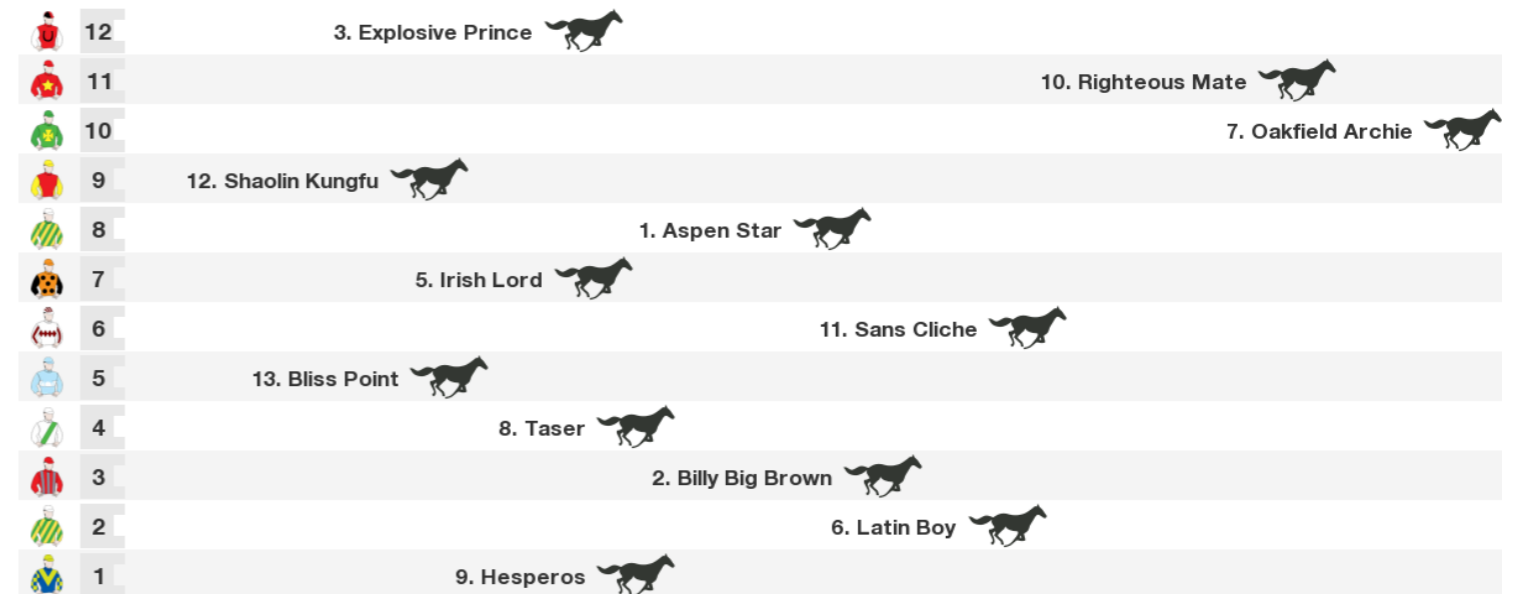 12 3. Explosive Prince
11 10. Righteous Mate
10 7. Oakfield Archie
9 12. Shaolin Kungfu
8 1. Aspen Star
7 5. Irish Lord
6 11. Sans Cliche
5 13. Bliss Point
4 8. Taser
3 2. Billy Big Brown
2 6. Latin Boy
1 9. Hesperos